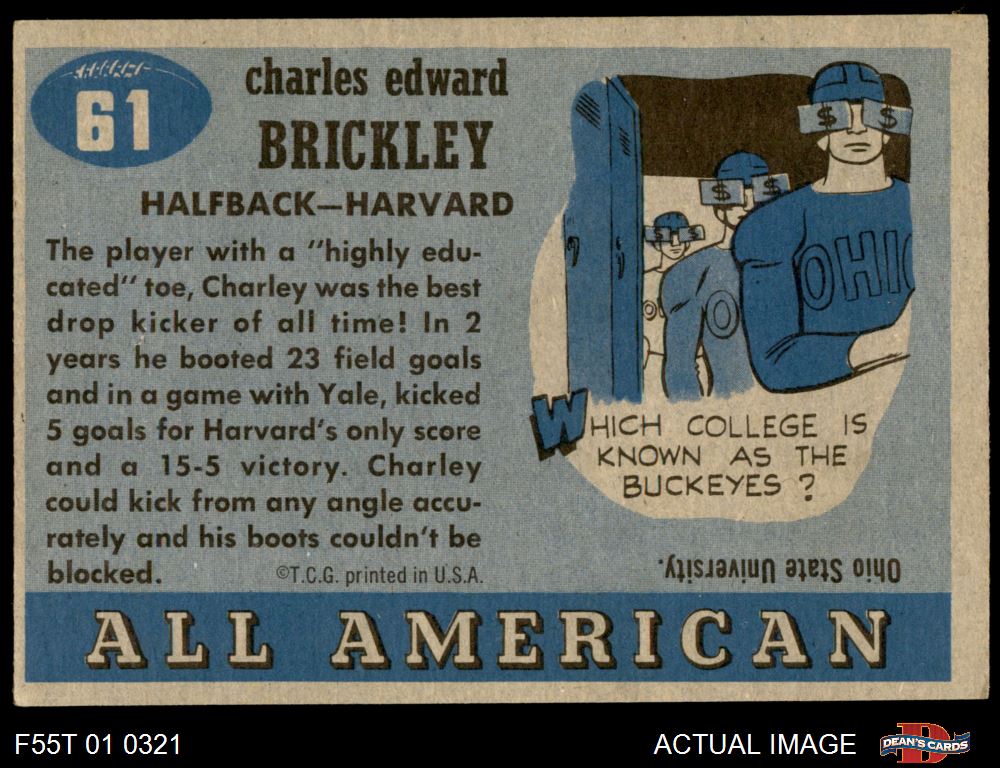 61
charles edward
BRICKLEY
HALFBACK—HARVARD
The player with a "highly edu-
cated" toe, Charley was the best
drop kicker of all time! In 2
years he booted 23 field goals
and in a game with Yale, kicked
5 goals for Harvard's only score
and a 15-5 victory. Charley
could kick from any angle accu-
rately and his boots couldn't be
blocked.
©T.C.G. printed in U.S.A.
$ $
$ $
$ $
OHIO
O
WHICH COLLEGE IS
KNOWN AS THE
BUCKEYES ?
Ohio State University.
ALL AMERICAN
F55T 01 0321
ACTUAL IMAGE
D
DEAN'S CARDS